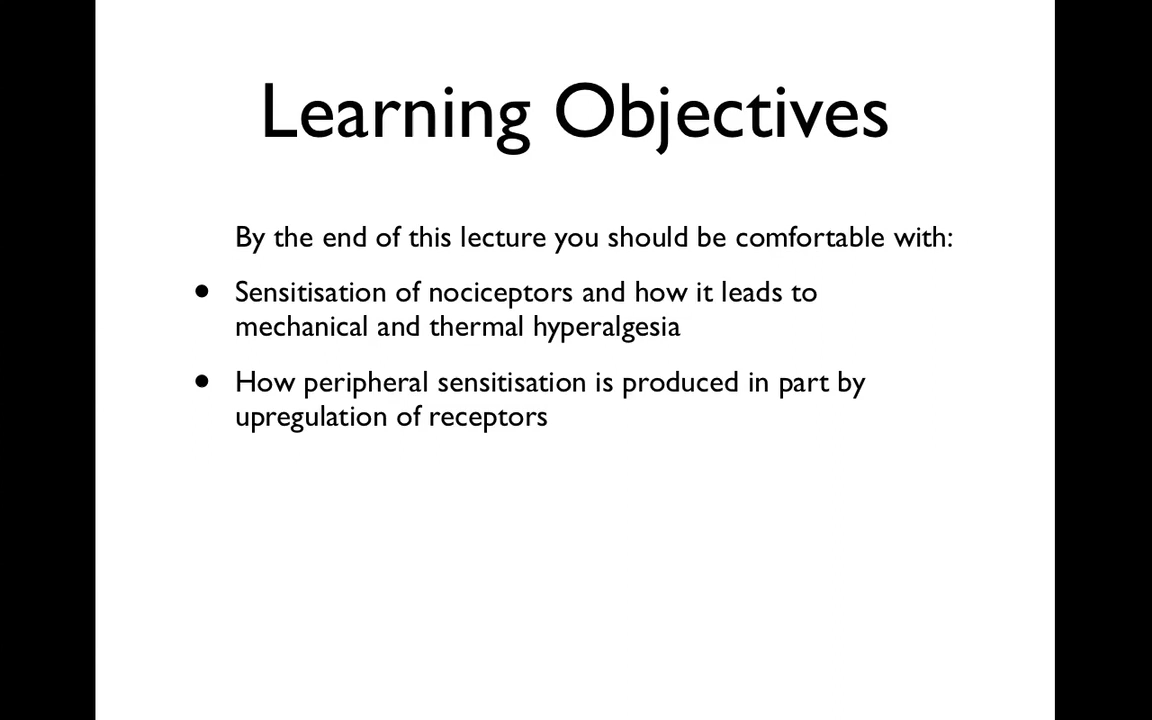 Learning Objectives
By the end of this lecture you should be comfortable with:
• Sensitisation of nociceptors and how it leads to
mechanical and thermal hyperalgesia
• How peripheral sensitisation is produced in part by
upregulation of receptors